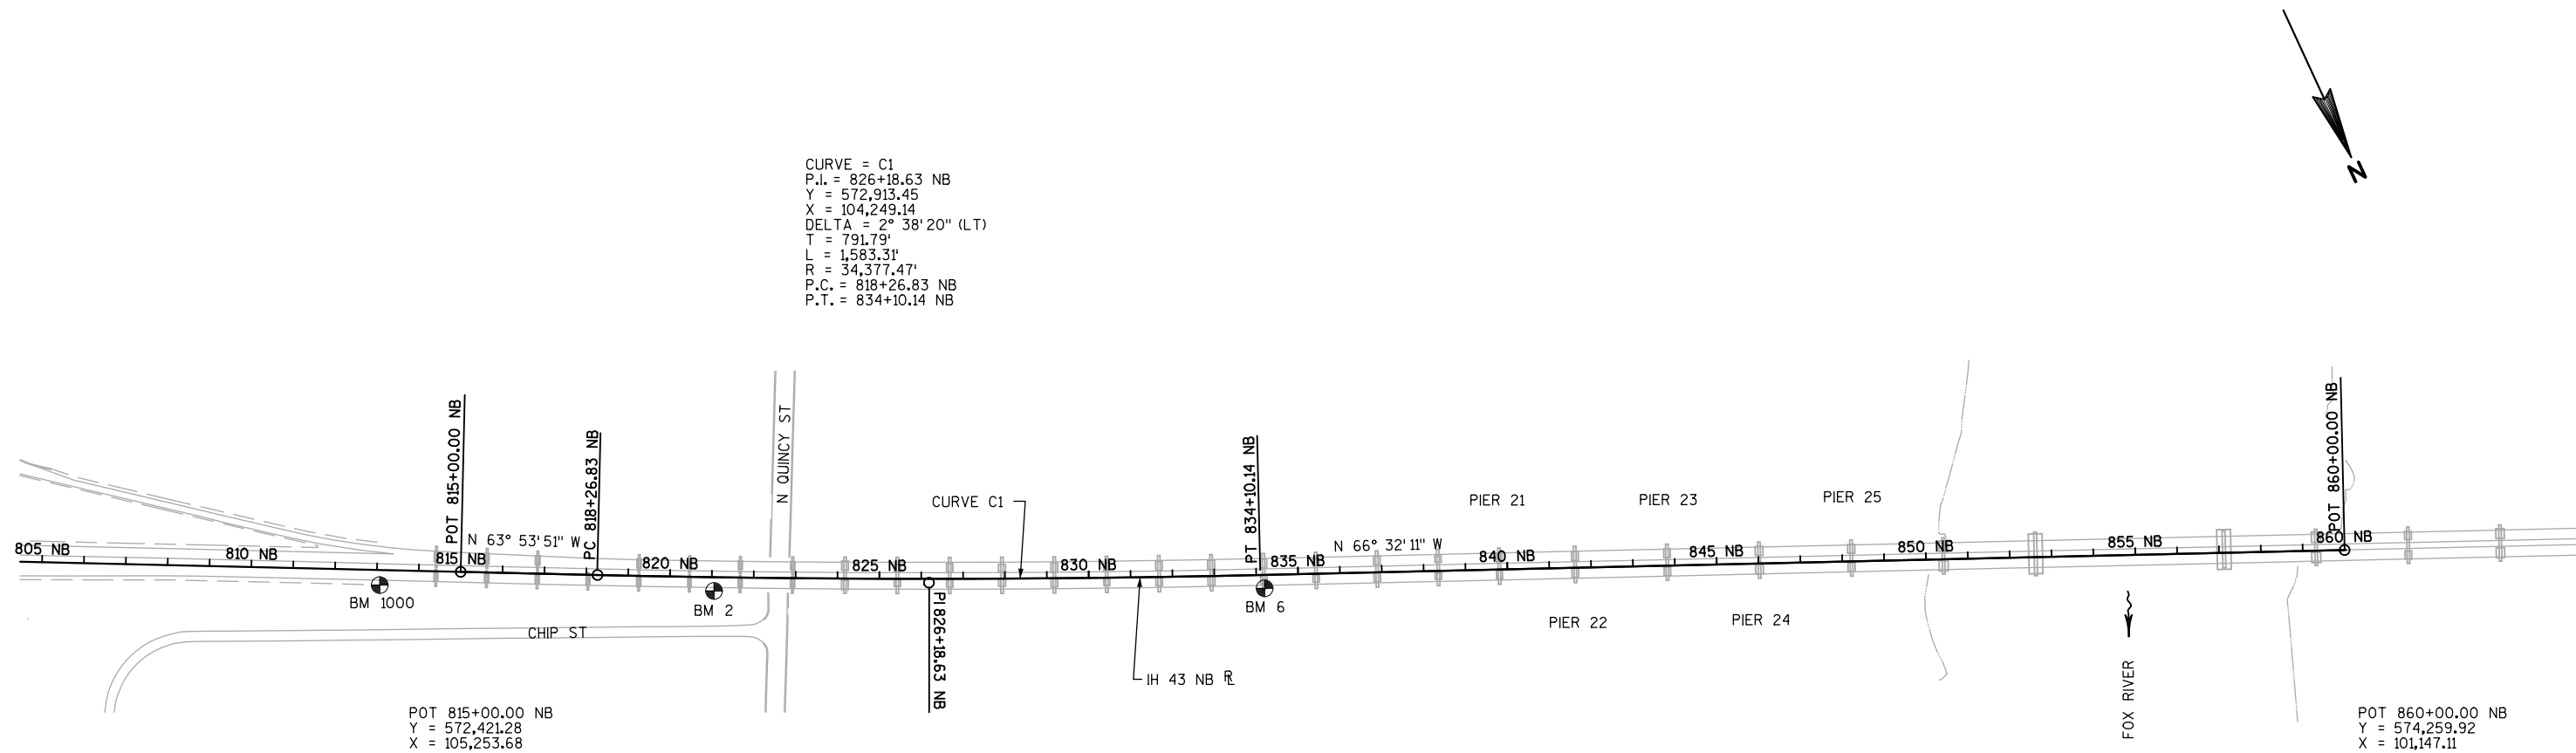 N
CURVE = C1
P.I. = 826+18.63 NB
Y = 572,913.45
X = 104,249.14
DELTA = 2° 38' 20" (LT)
T = 791.79'
L = 1,583.31'
R = 34,377.47'
P.C. = 818+26.83 NB
P.T. = 834+10.14 NB
POT 815+00.00 NB
PC 818+26.83 NB
N QUINCY ST
PT 834+10.14 NB
POT 860+00.00 NB
CURVE C1
PIER 21
PIER 23
PIER 25
N 63° 53' 51" W
N 66° 32' 11" W
805 NB
810 NB
815 NB
820 NB
825 NB
830 NB
835 NB
840 NB
845 NB
850 NB
855 NB
860 NB
BM 1000
BM 2
BM 6
CHIP ST
PI 826+18.63 NB
PIER 22
PIER 24
IH 43 NB RL
FOX RIVER
POT 815+00.00 NB
Y = 572,421.28
X = 105,253.68
POT 860+00.00 NB
Y = 574,259.92
X = 101,147.11